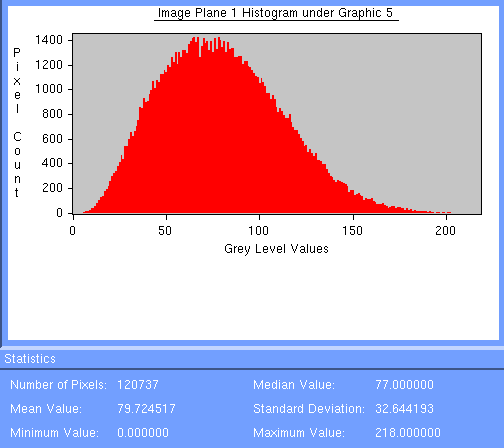 Image Plane 1 Histogram under Graphic 5
Pixel Count
1400
1200
1000
800
600
400
200
0
0 50 100 150 200
Grey Level Values
Statistics
Number of Pixels: 120737 Median Value: 77.000000
Mean Value: 79.724517 Standard Deviation: 32.644193
Minimum Value: 0.000000 Maximum Value: 218.000000